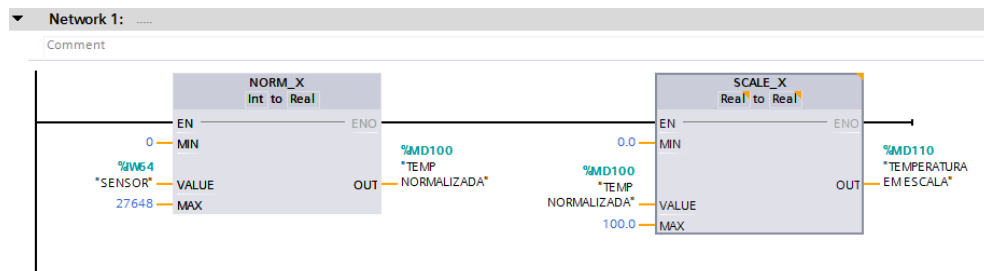 Network 1: .....
Comment
NORM_X
Int to Real
EN
ENO
0
MIN
%IW64
"SENSOR"
VALUE
27648
MAX
OUT
%MD100
"TEMP
NORMALIZADA"
SCALE_X
Real to Real
EN
ENO
0.0
MIN
%MD100
"TEMP
NORMALIZADA"
VALUE
100.0
MAX
OUT
%MD110
"TEMPERATURA
EM ESCALA"